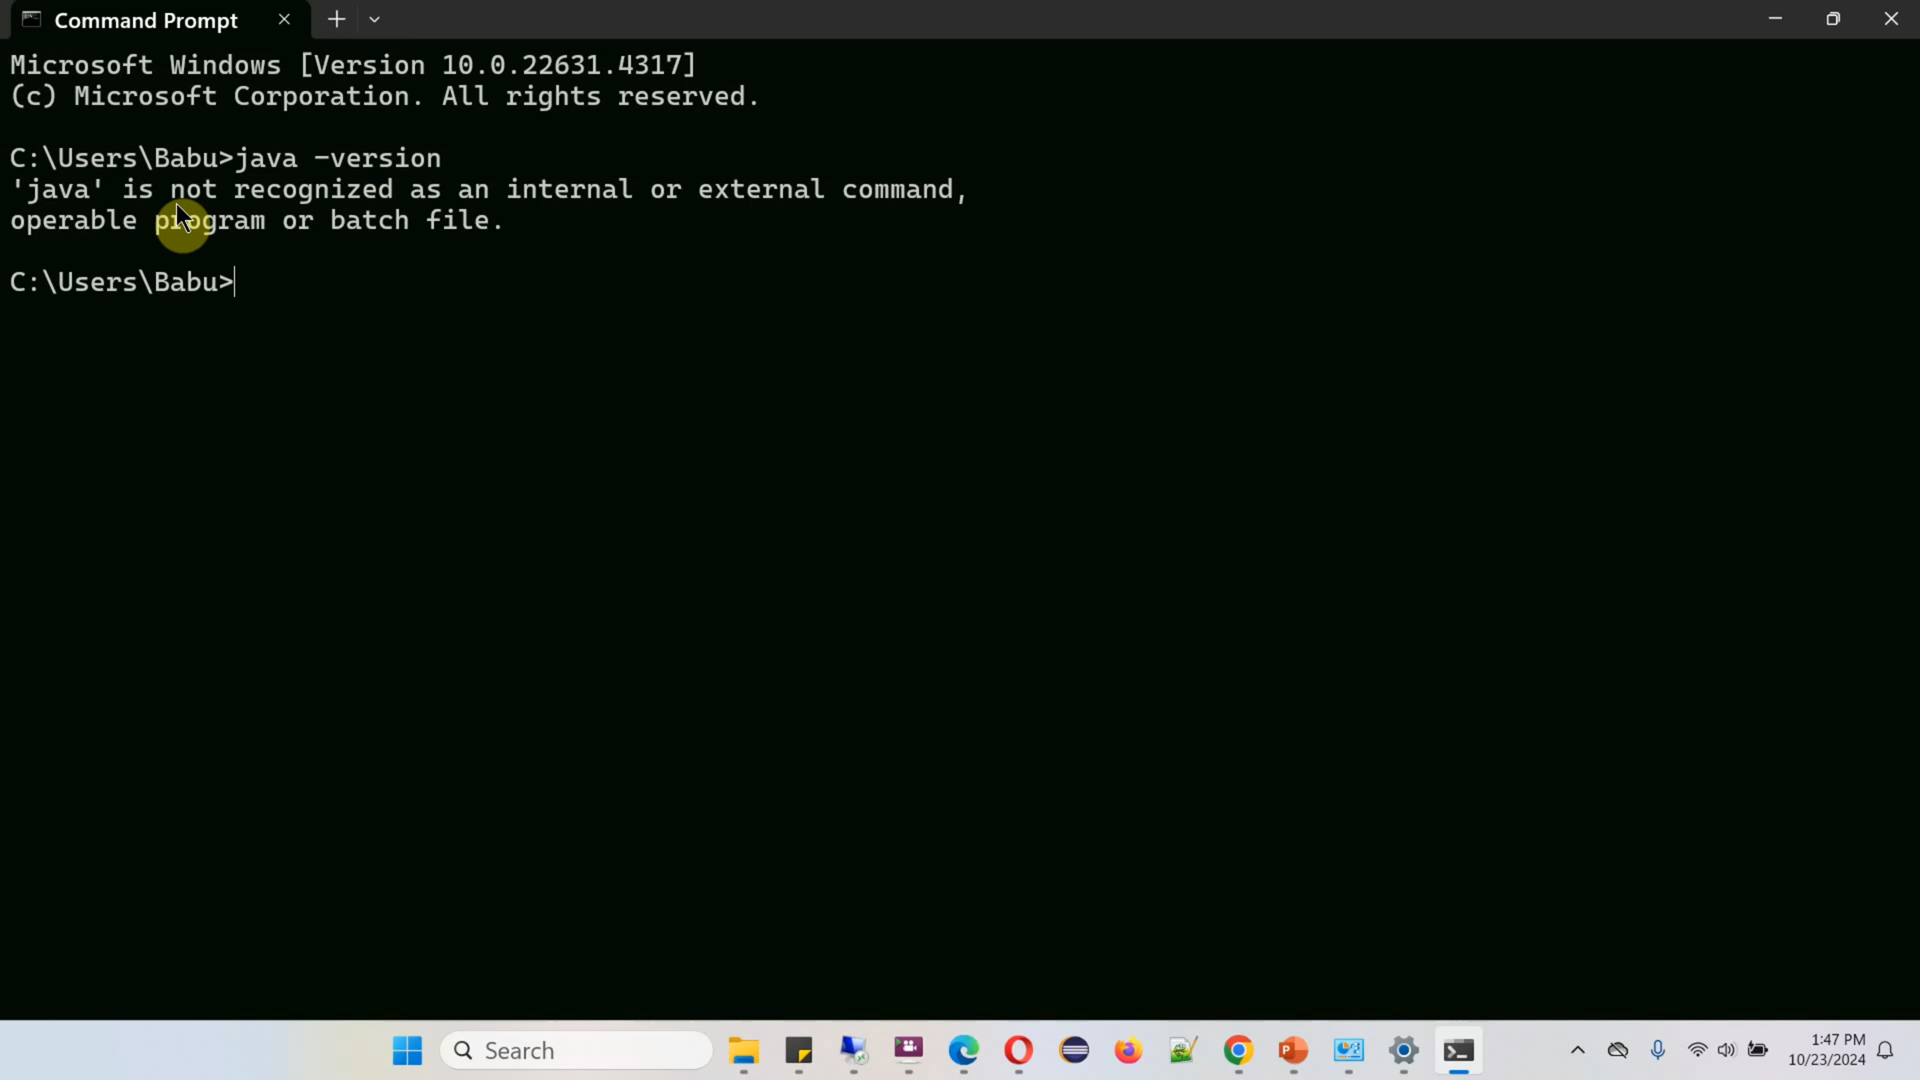 Command Prompt
Microsoft Windows [Version 10.0.22631.4317]
(c) Microsoft Corporation. All rights reserved.
C:\Users\Babu>java -version
'java' is not recognized as an internal or external command,
operable program or batch file.
C:\Users\Babu>
Search
1:47 PM
10/23/2024